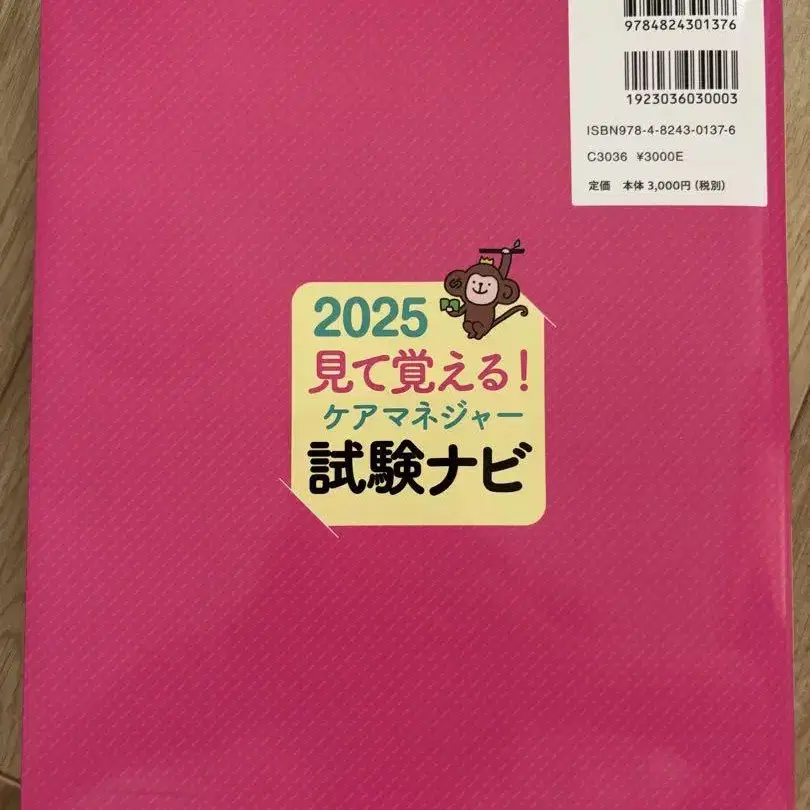 9784824301376
1923036030003
ISBN978-4-8243-0137-6
C3036 ¥3000E
定価 本体 3,000円(税別)
2025
見て覚える!
ケアマネジャー
試験ナビ